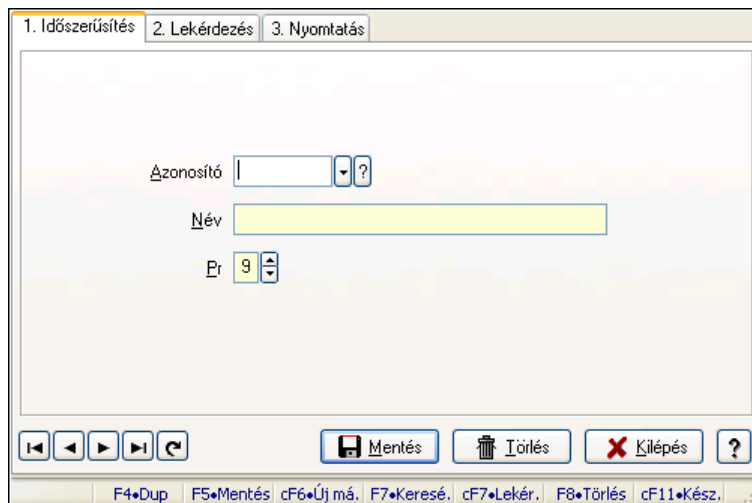 1. Időszerűsítés 2. Lekérdezés 3. Nyomtatás
Azonosító ?
Név
Pr 9
Mentés Törlés Kilépés ?
F4•Dup F5•Mentés cF6•Új má. F7•Keresé. cF7•Lekér. F8•Törlés cF11•Kész.